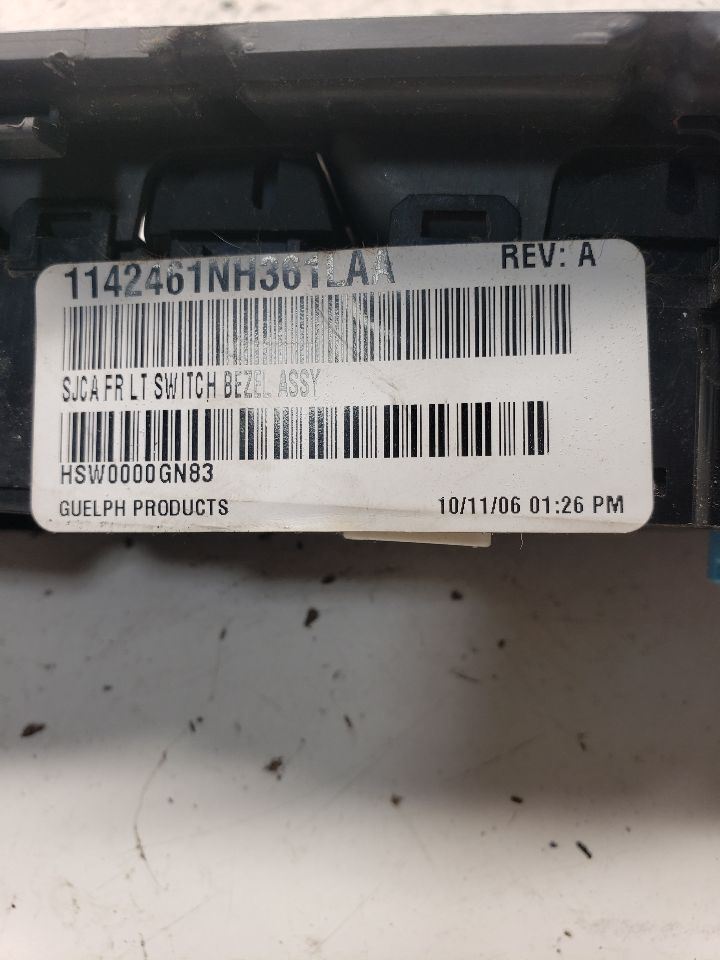 1142461NH361LAA REV: A
SJCA FR LT SWITCH BEZEL ASSY
HSW0000GN83
GUELPH PRODUCTS 10/11/06 01:26 PM